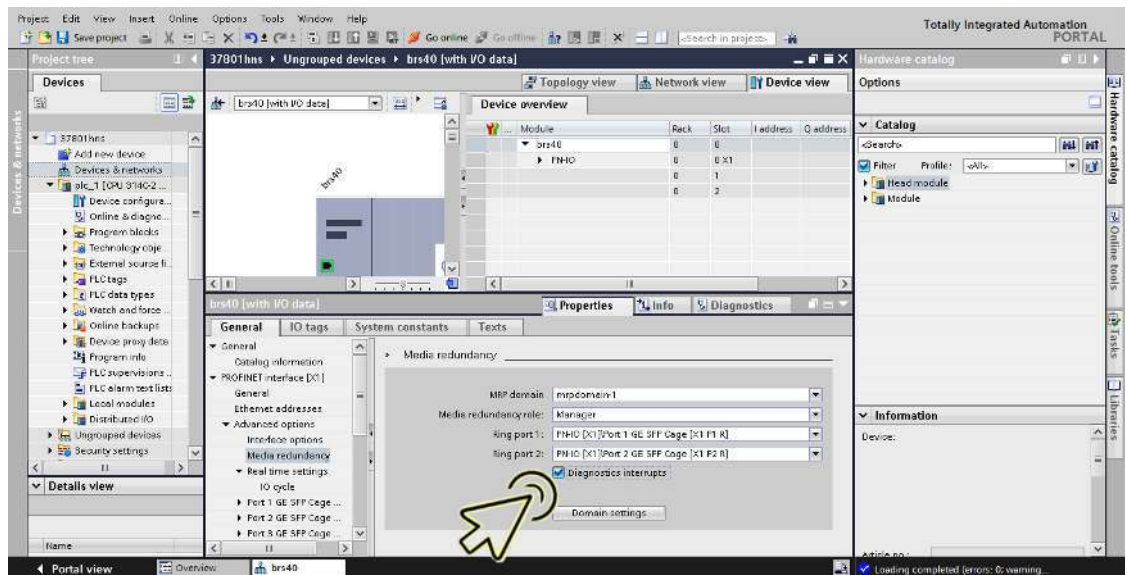 Project Edit View Insert Online Options Tools Window Help
Totally Integrated Automation
PORTAL
Save project Go online Go offline <Search in project>
Project tree
37801hns ▸ Ungrouped devices ▸ brs40 [with I/O data]
Hardware catalog
Devices
Topology view Network view Device view
Options
brs40 [with I/O data]
Device overview
Module Rack Slot I address Q address
brs40 0 0
PN-IO 0 0 X1
0 1
0 2
brs40
37801hns
Add new device
Devices & networks
plc_1 [CPU 314C-2 ...
Device configura...
Online & diagno...
Program blocks
Technology obje...
External source fi...
PLC tags
PLC data types
Watch and force ...
Online backups
Device proxy data
Program info
PLC supervisions ...
PLC alarm text lists
Local modules
Distributed I/O
Ungrouped devices
Security settings
Details view
Name
brs40 [with I/O data]
Properties Info Diagnostics
General IO tags System constants Texts
General
Catalog information
PROFINET interface [X1]
General
Ethernet addresses
Advanced options
Interface options
Media redundancy
Real time settings
IO cycle
Port 1 GE SFP Cage ...
Port 2 GE SFP Cage ...
Port 3 GE SFP Cage ...
Media redundancy
MRP domain mrpdomain-1
Media redundancy role: Manager
Ring port 1: PN-IO [X1]\Port 1 GE SFP Cage [X1 P1 R]
Ring port 2: PN-IO [X1]\Port 2 GE SFP Cage [X1 P2 R]
Diagnostics interrupts
Domain settings
Catalog
<Search>
Filter Profile: <All>
Head module
Module
Information
Device:
Article no.:
Devices & networks
Hardware catalog
Online tools
Tasks
Libraries
Portal view Overview brs40
Loading completed (errors: 0; warning...